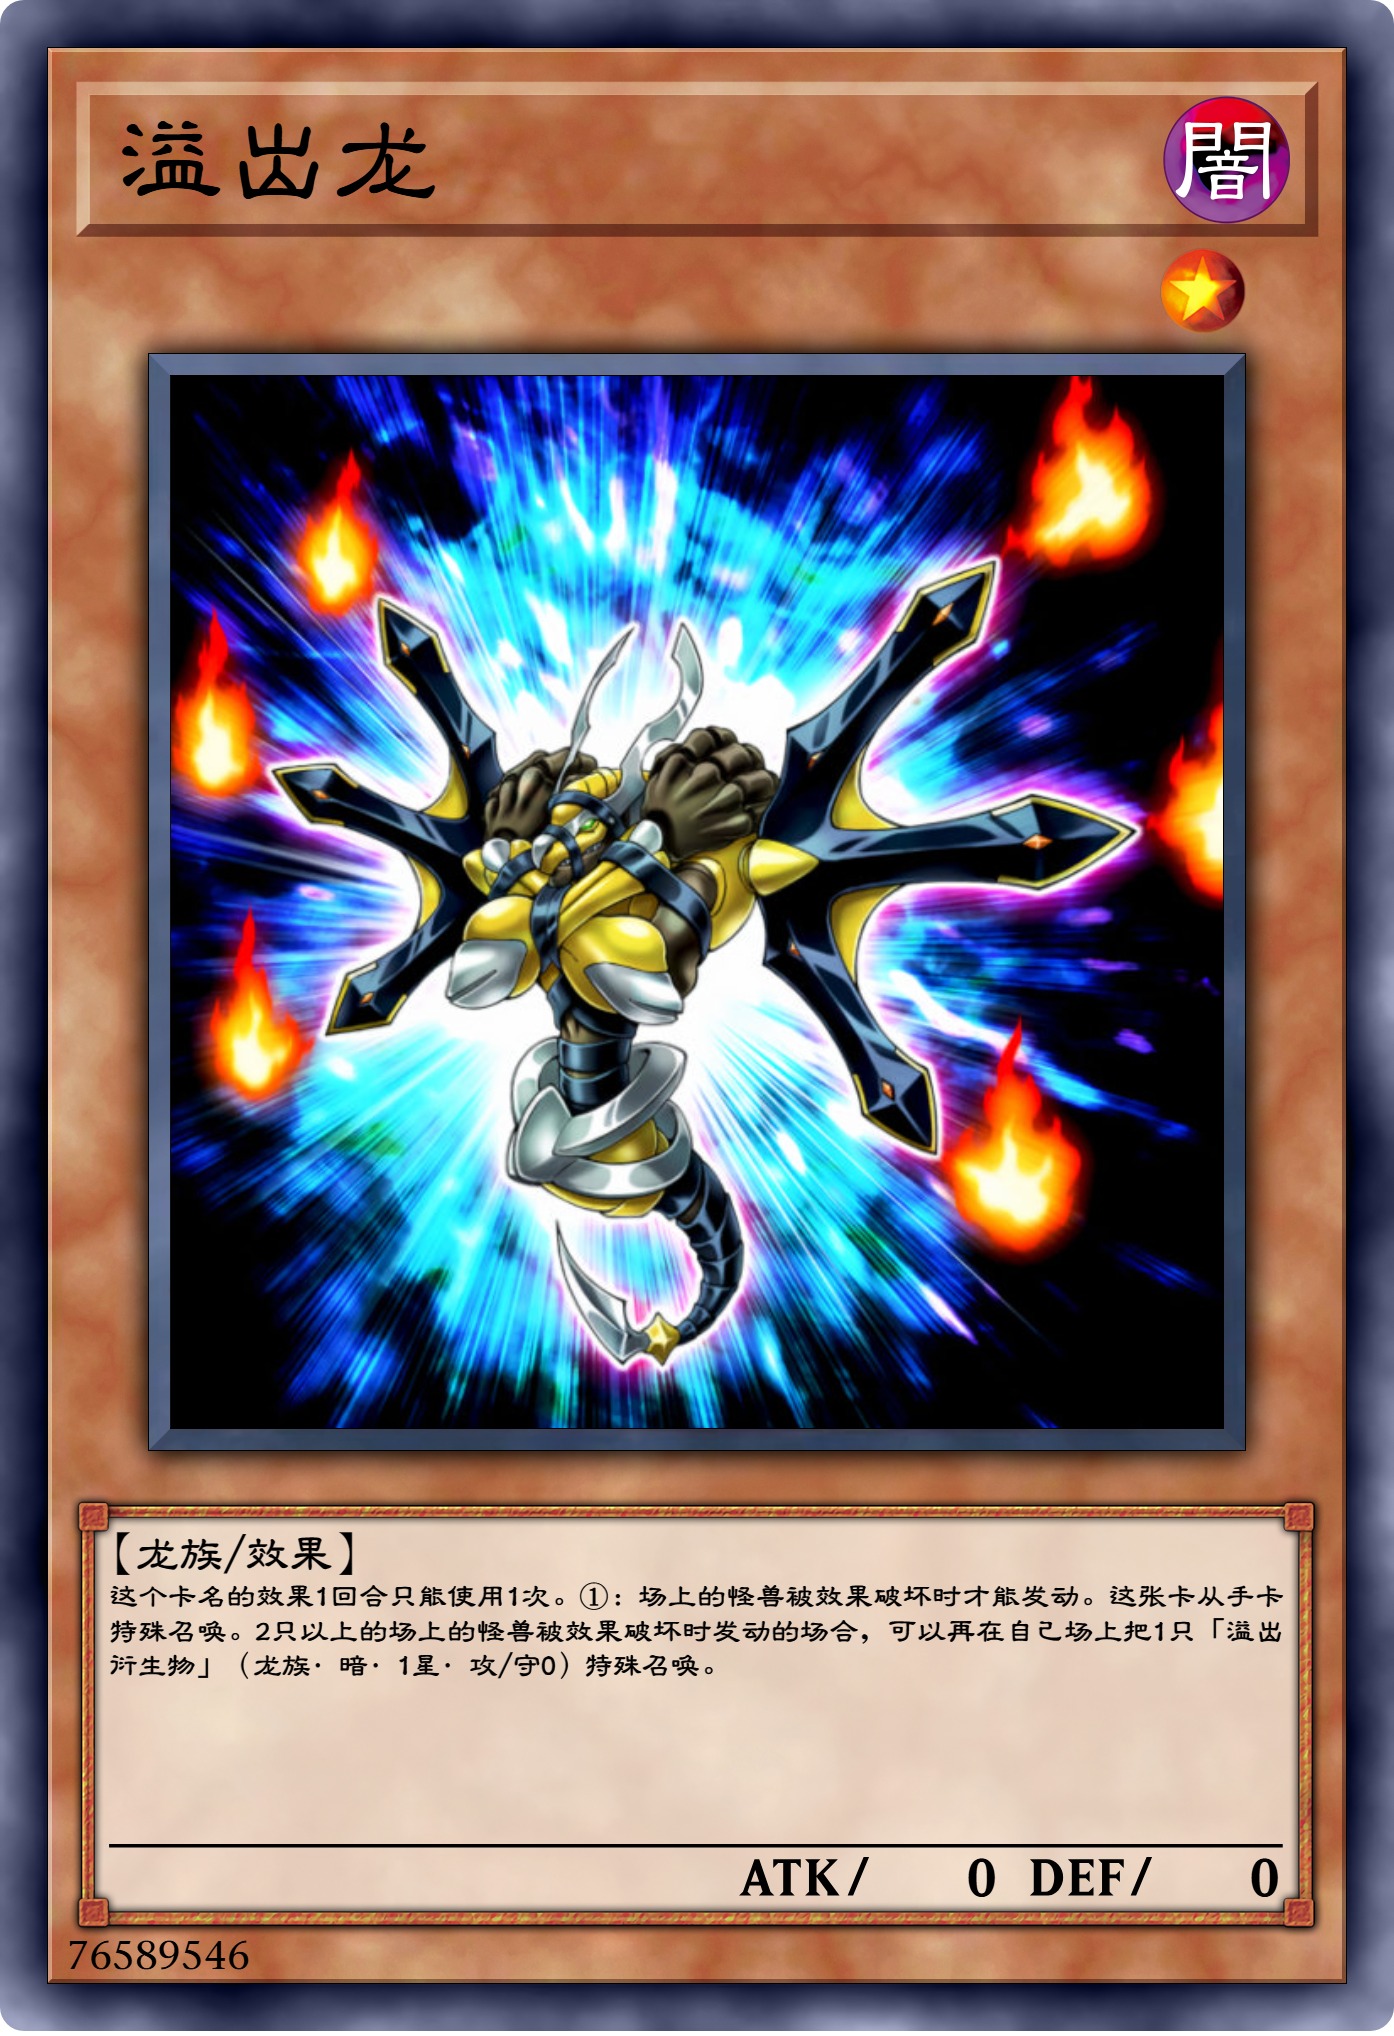 溢出龙
闇
【龙族/效果】
这个卡名的效果1回合只能使用1次。①：场上的怪兽被效果破坏时才能发动。这张卡从手卡
特殊召唤。2只以上的场上的怪兽被效果破坏时发动的场合，可以再在自己场上把1只「溢出
衍生物」（龙族·暗·1星·攻/守0）特殊召唤。
ATK/ 0 DEF/ 0
76589546